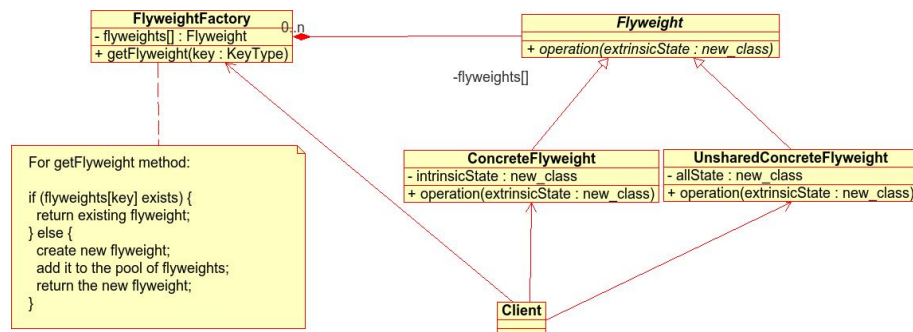 FlyweightFactory
- flyweights[] : Flyweight
+ getFlyweight(key : KeyType)
0..n
Flyweight
+ operation(extrinsicState : new_class)
-flyweights[]
For getFlyweight method:
if (flyweights[key] exists) {
return existing flyweight;
} else {
create new flyweight;
add it to the pool of flyweights;
return the new flyweight;
}
ConcreteFlyweight
- intrinsicState : new_class
+ operation(extrinsicState : new_class)
UnsharedConcreteFlyweight
- allState : new_class
+ operation(extrinsicState : new_class)
Client